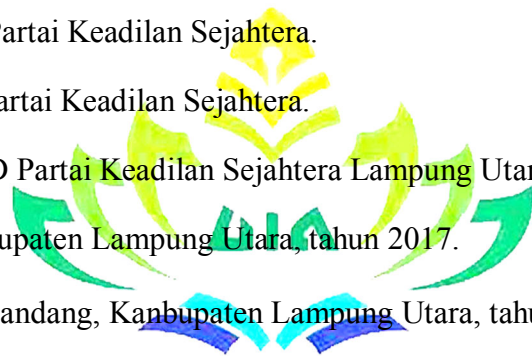 Partai Keadilan Sejahtera.
artai Keadilan Sejahtera.
D Partai Keadilan Sejahtera Lampung Utar
upaten Lampung Utara, tahun 2017.
andang, Kanbupaten Lampung Utara, tahu